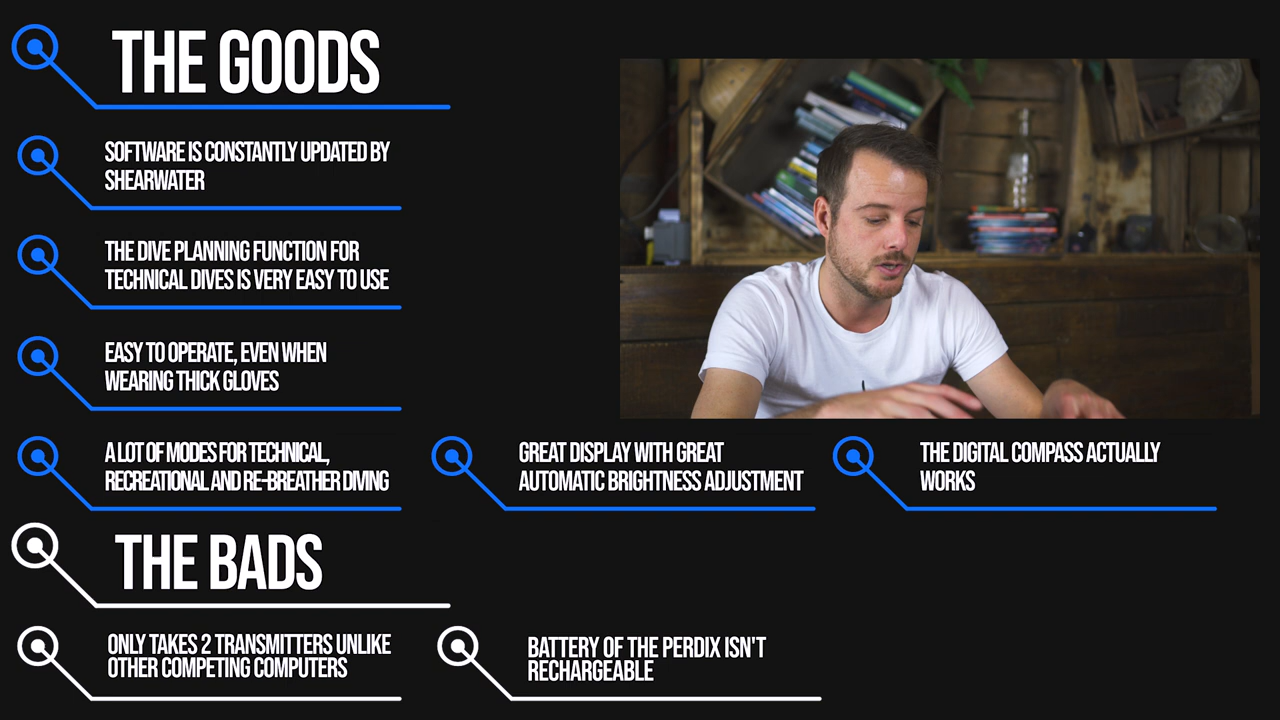 THE GOODS
SOFTWARE IS CONSTANTLY UPDATED BY
SHEARWATER
THE DIVE PLANNING FUNCTION FOR
TECHNICAL DIVES IS VERY EASY TO USE
EASY TO OPERATE, EVEN WHEN
WEARING THICK GLOVES
A LOT OF MODES FOR TECHNICAL,
RECREATIONAL AND RE-BREATHER DIVING
GREAT DISPLAY WITH GREAT
AUTOMATIC BRIGHTNESS ADJUSTMENT
THE DIGITAL COMPASS ACTUALLY
WORKS
THE BADS
ONLY TAKES 2 TRANSMITTERS UNLIKE
OTHER COMPETING COMPUTERS
BATTERY OF THE PERDIX ISN'T
RECHARGEABLE